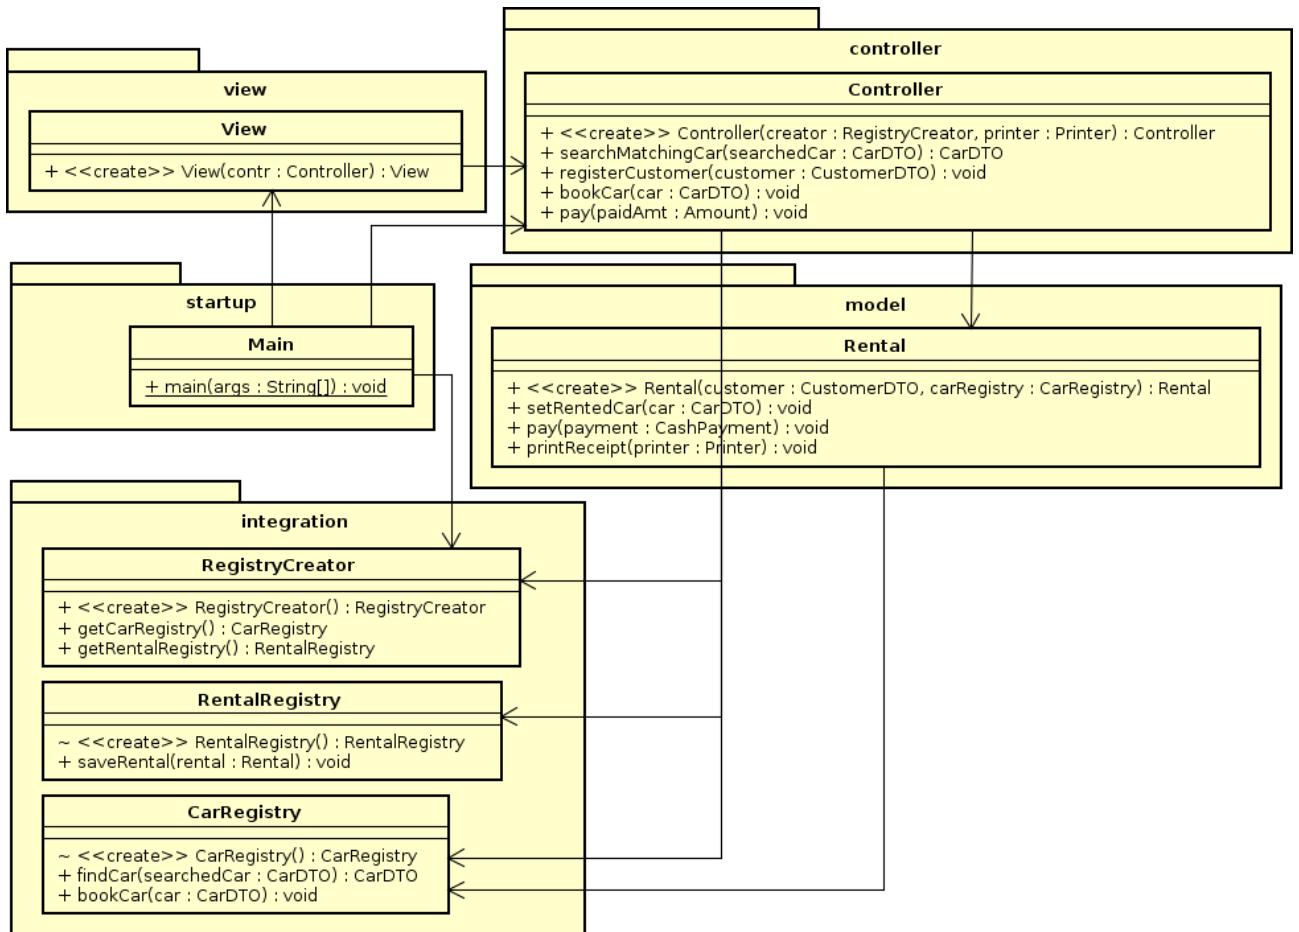 view
View
+ <<create>> View(contr : Controller) : View
controller
Controller
+ <<create>> Controller(creator : RegistryCreator, printer : Printer) : Controller
+ searchMatchingCar(searchedCar : CarDTO) : CarDTO
+ registerCustomer(customer : CustomerDTO) : void
+ bookCar(car : CarDTO) : void
+ pay(paidAmt : Amount) : void
startup
Main
+ main(args : String[]) : void
model
Rental
+ <<create>> Rental(customer : CustomerDTO, carRegistry : CarRegistry) : Rental
+ setRentedCar(car : CarDTO) : void
+ pay(payment : CashPayment) : void
+ printReceipt(printer : Printer) : void
integration
RegistryCreator
+ <<create>> RegistryCreator() : RegistryCreator
+ getCarRegistry() : CarRegistry
+ getRentalRegistry() : RentalRegistry
RentalRegistry
~ <<create>> RentalRegistry() : RentalRegistry
+ saveRental(rental : Rental) : void
CarRegistry
~ <<create>> CarRegistry() : CarRegistry
+ findCar(searchedCar : CarDTO) : CarDTO
+ bookCar(car : CarDTO) : void